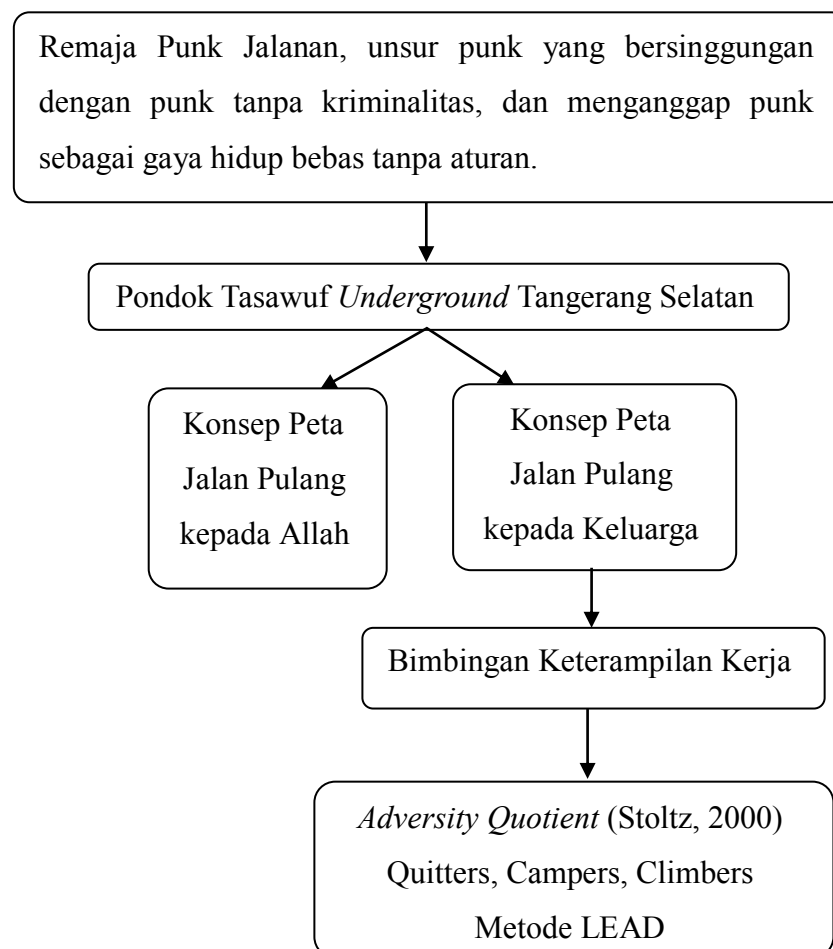 Remaja Punk Jalanan, unsur punk yang bersinggungan
dengan punk tanpa kriminalitas, dan menganggap punk
sebagai gaya hidup bebas tanpa aturan.
Pondok Tasawuf Underground Tangerang Selatan
Konsep Peta
Jalan Pulang
kepada Allah
Konsep Peta
Jalan Pulang
kepada Keluarga
Bimbingan Keterampilan Kerja
Adversity Quotient (Stoltz, 2000)
Quitters, Campers, Climbers
Metode LEAD